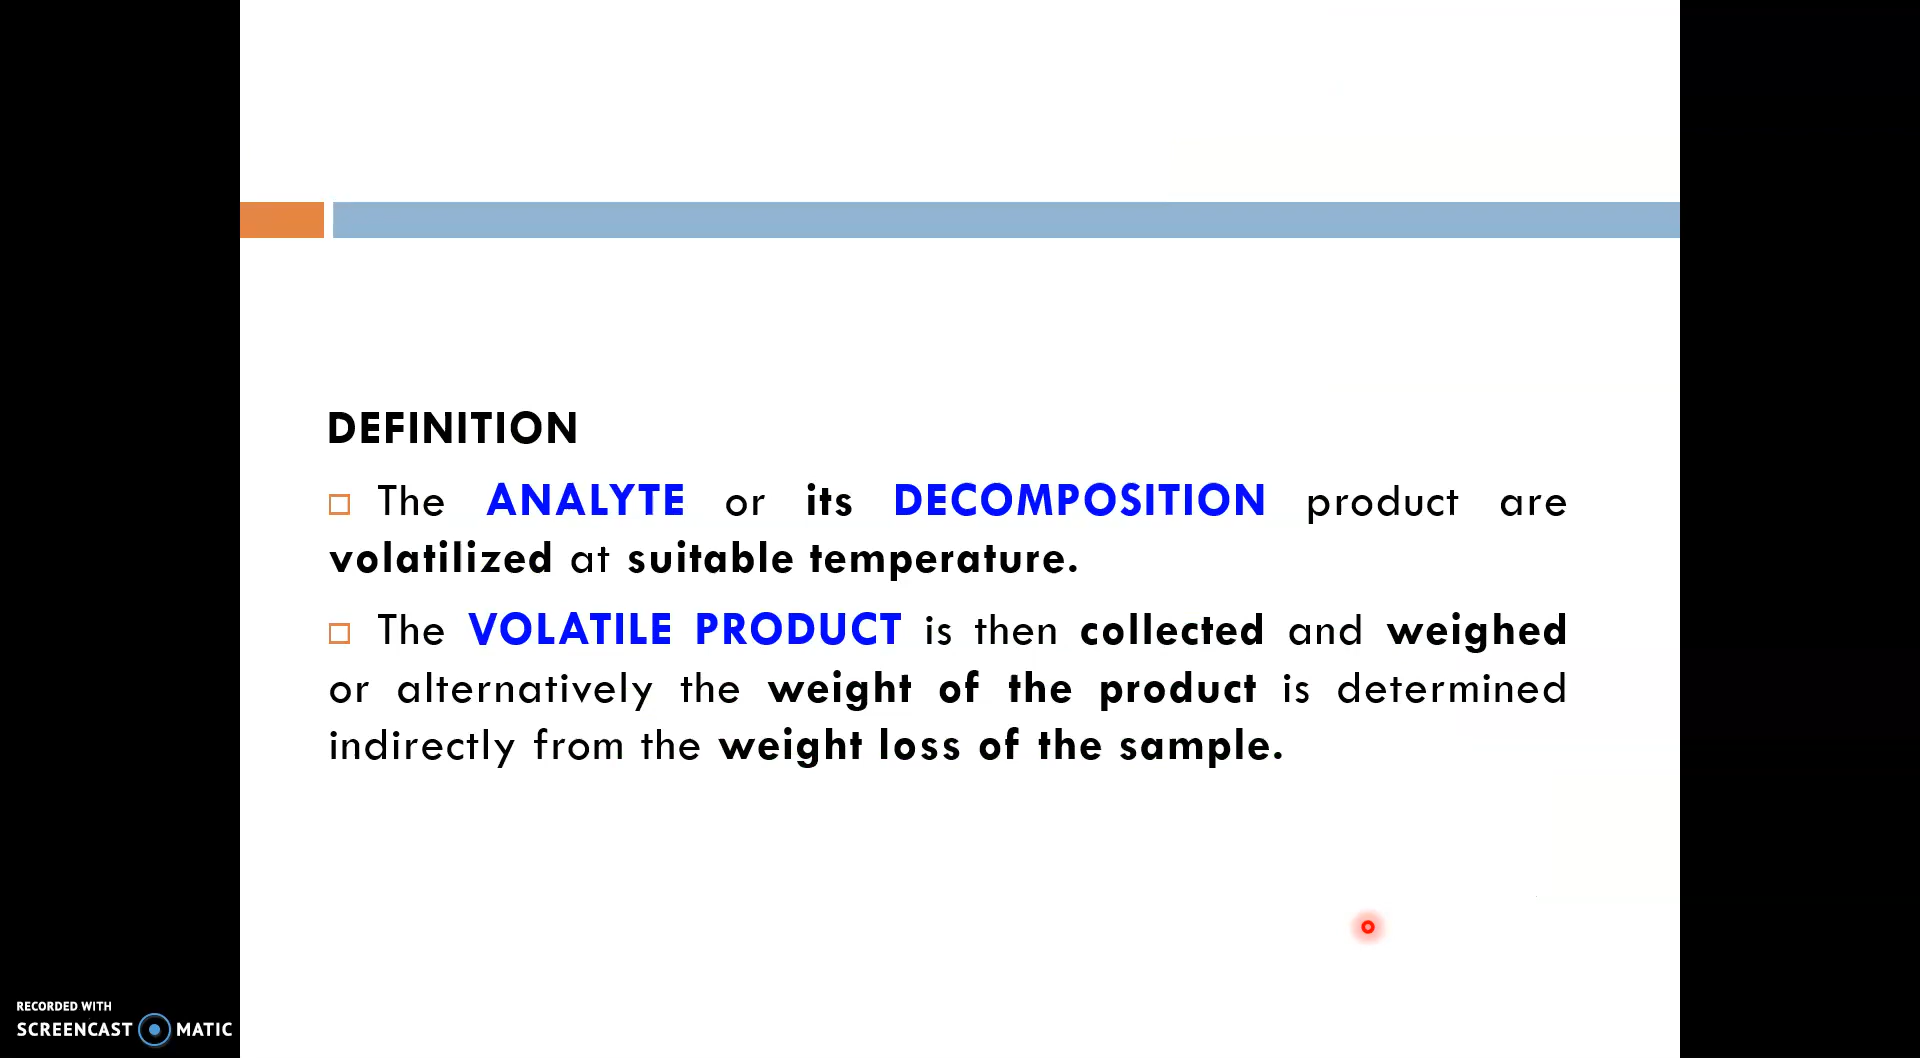 DEFINITION
The ANALYTE or its DECOMPOSITION product are
volatilized at suitable temperature.
The VOLATILE PRODUCT is then collected and weighed
or alternatively the weight of the product is determined
indirectly from the weight loss of the sample.
RECORDED WITH
SCREENCAST MATIC